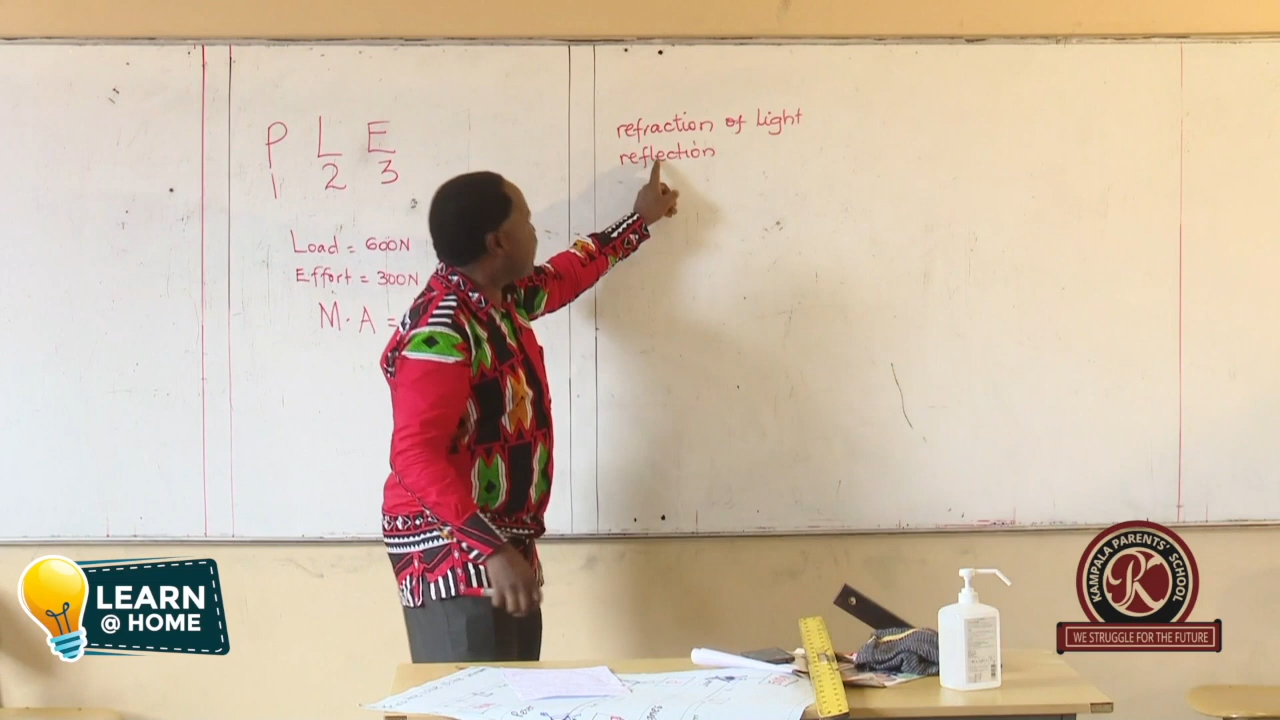 P L E
1 2 3
Load = 600N
Effort = 300N
M.A =
refraction of Light
reflection
LEARN
@ HOME
KAMPALA PARENTS' SCHOOL
WE STRUGGLE FOR THE FUTURE